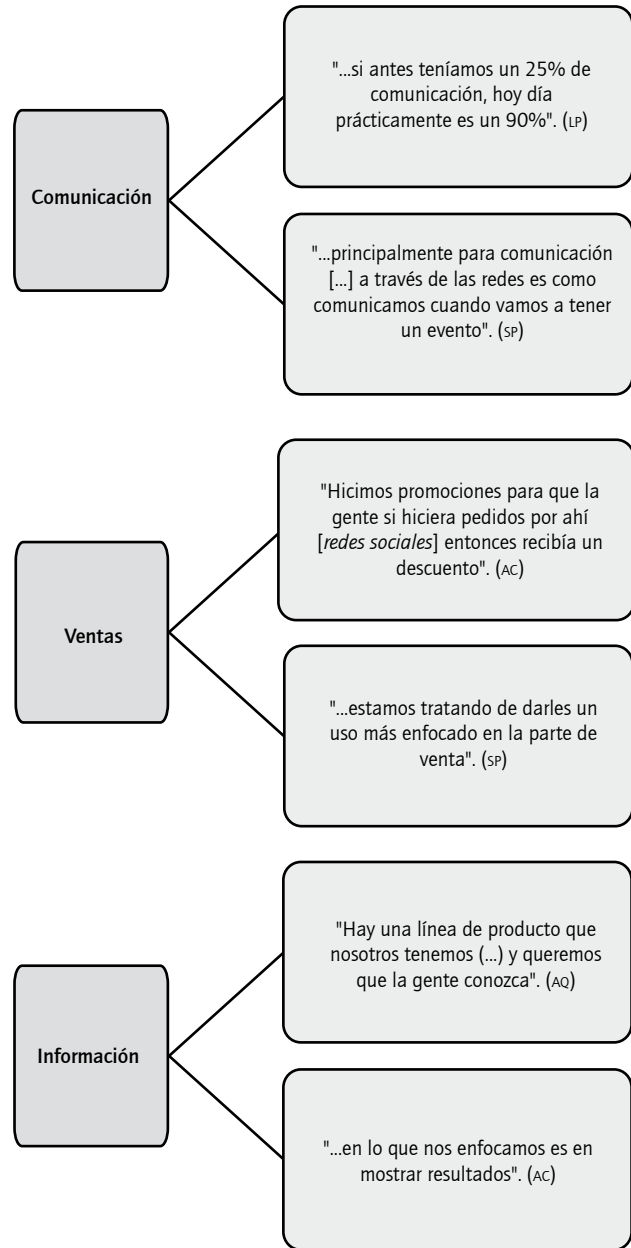 Comunicación
"...si antes teníamos un 25% de
comunicación, hoy día
prácticamente es un 90%". (LP)
"...principalmente para comunicación
[...] a través de las redes es como
comunicamos cuando vamos a tener
un evento". (SP)
Ventas
"Hicimos promociones para que la
gente si hiciera pedidos por ahí
[redes sociales] entonces recibía un
descuento". (AC)
"...estamos tratando de darles un
uso más enfocado en la parte de
venta". (SP)
Información
"Hay una línea de producto que
nosotros tenemos (...) y queremos
que la gente conozca". (AQ)
"...en lo que nos enfocamos es en
mostrar resultados". (AC)